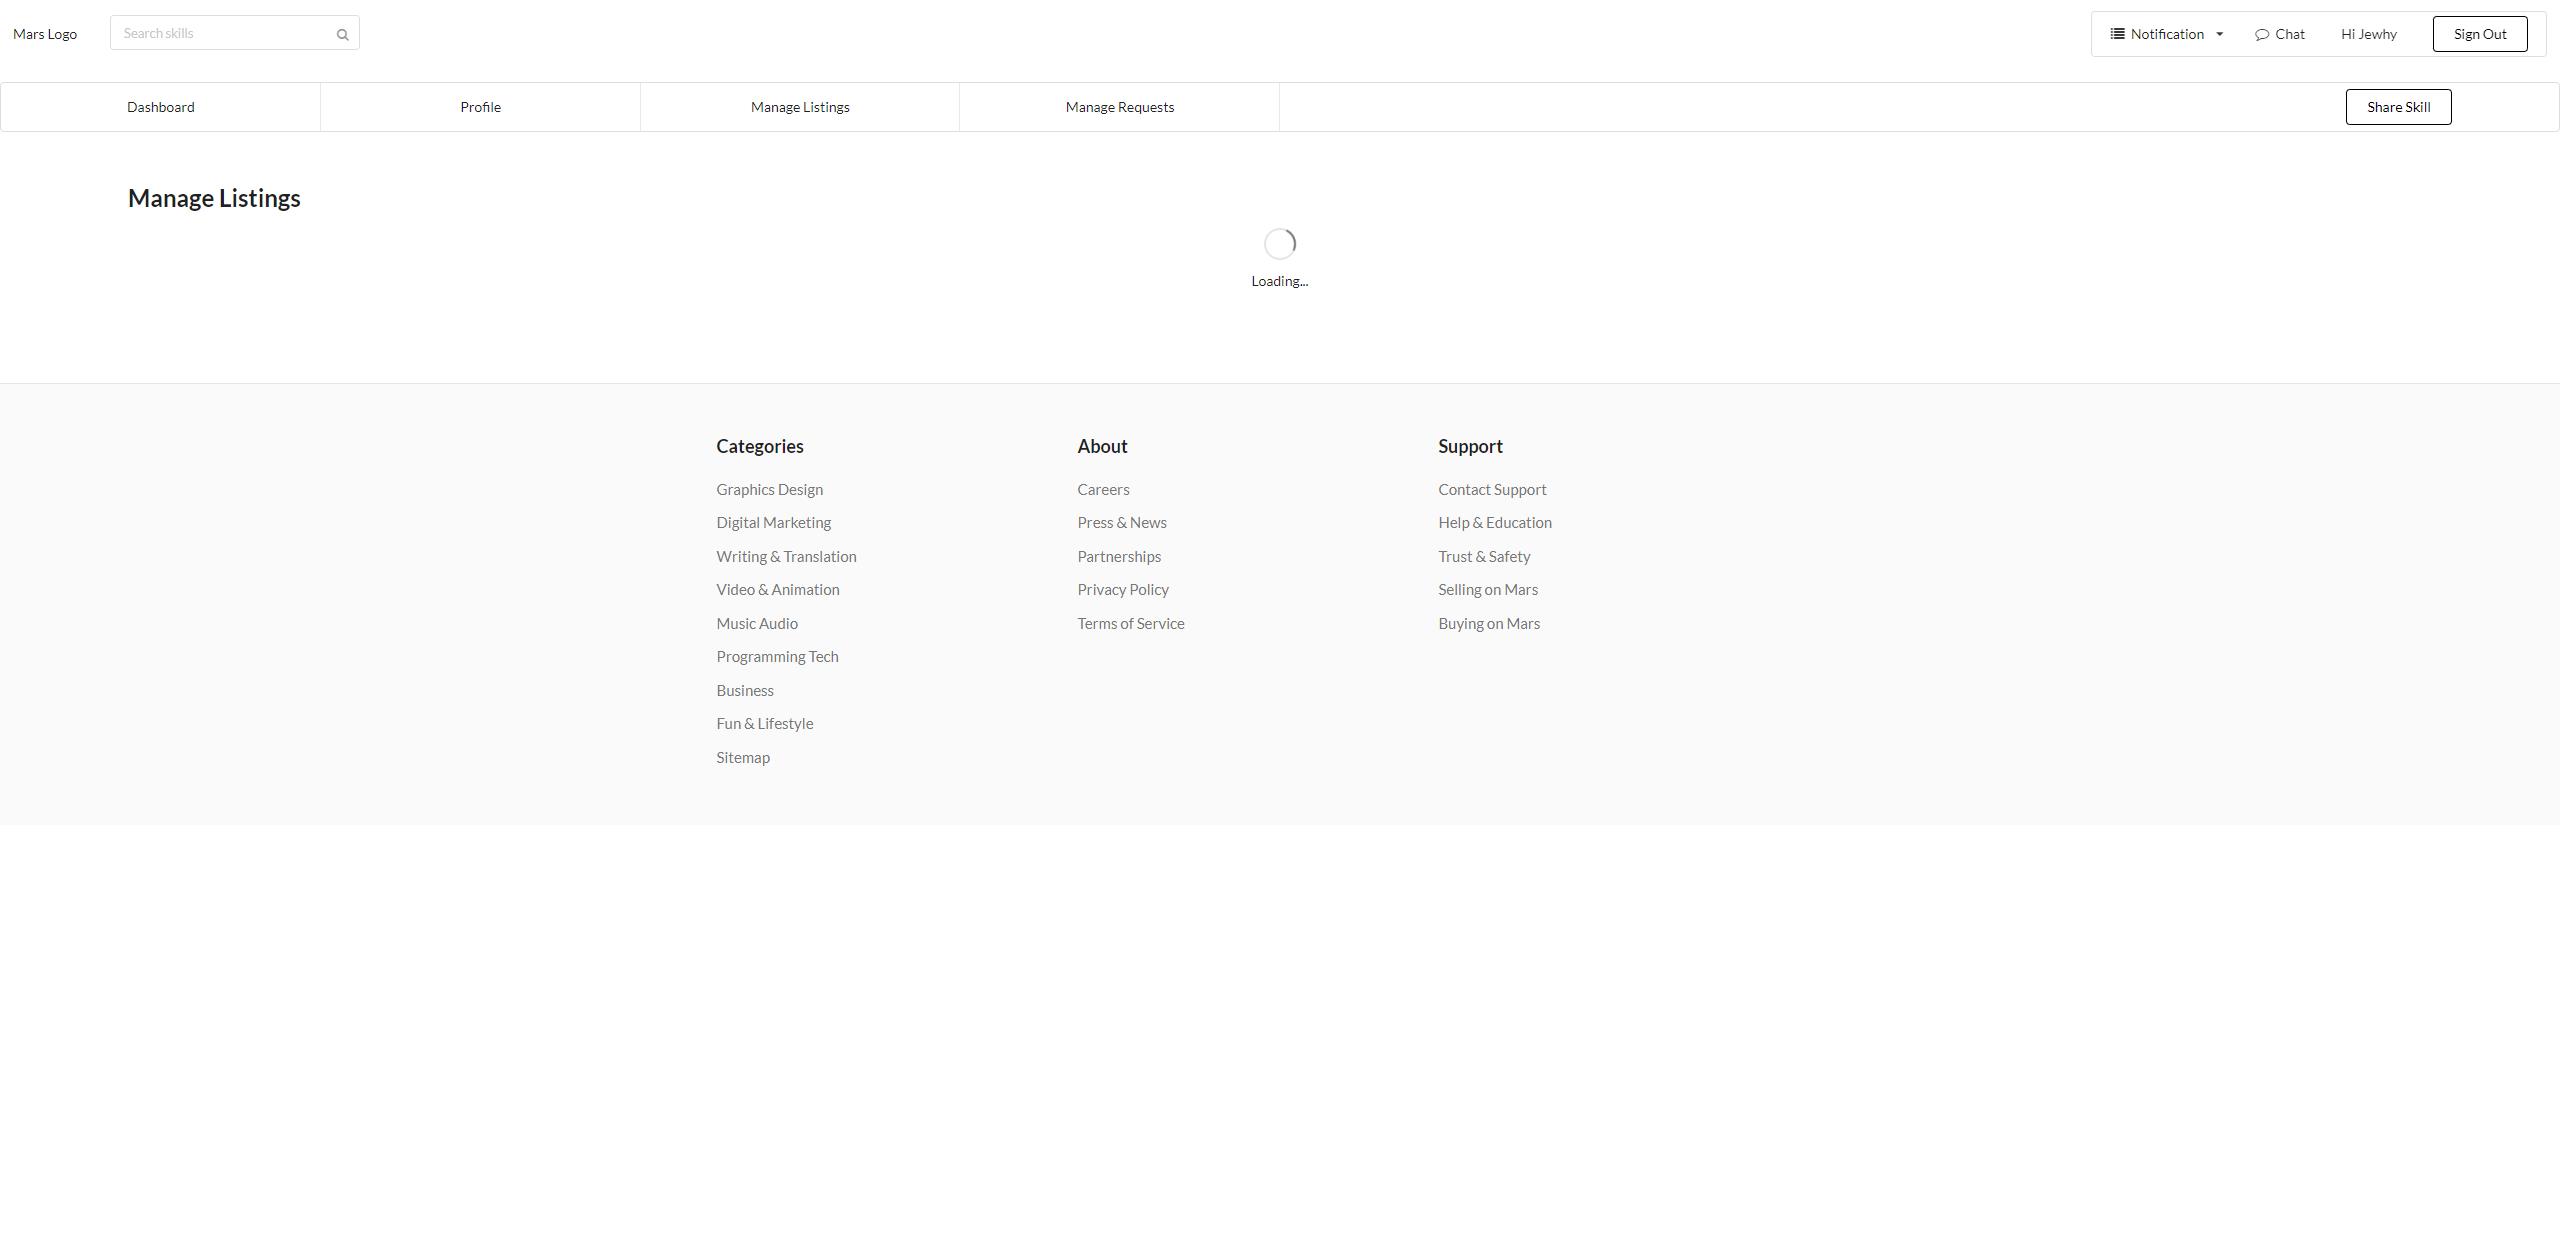 Mars Logo
Search skills
Notification
Chat
Hi Jewhy
Sign Out
Dashboard
Profile
Manage Listings
Manage Requests
Share Skill
Manage Listings
Loading...
Categories
Graphics Design
Digital Marketing
Writing & Translation
Video & Animation
Music Audio
Programming Tech
Business
Fun & Lifestyle
Sitemap
About
Careers
Press & News
Partnerships
Privacy Policy
Terms of Service
Support
Contact Support
Help & Education
Trust & Safety
Selling on Mars
Buying on Mars